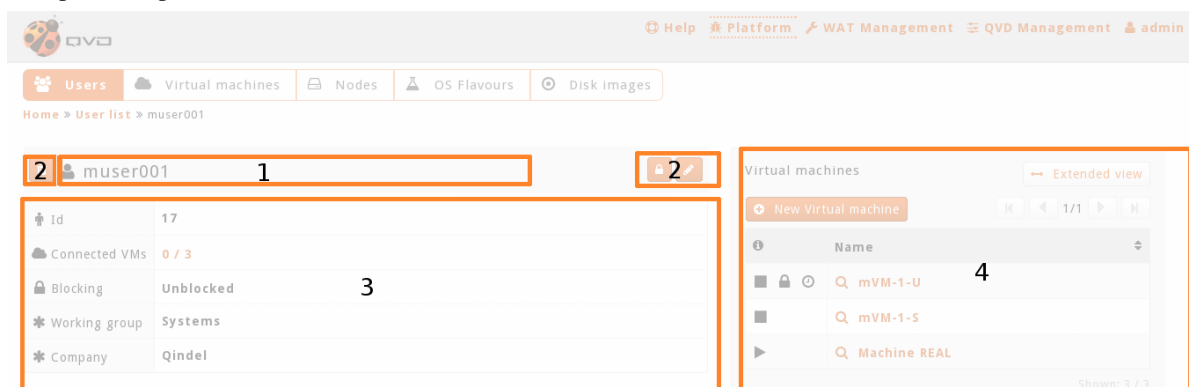 QVD
Help Platform WAT Management QVD Management admin
Users Virtual machines Nodes OS Flavours Disk images
Home » User list » muser001
2 muser001 1 2
Id 17
Connected VMs 0 / 3
Blocking Unblocked
3
Working group Systems
Company Qindel
Virtual machines Extended view
New Virtual machine 1/1
Name
4
mVM-1-U
mVM-1-S
Machine REAL
Shown: 3 / 3